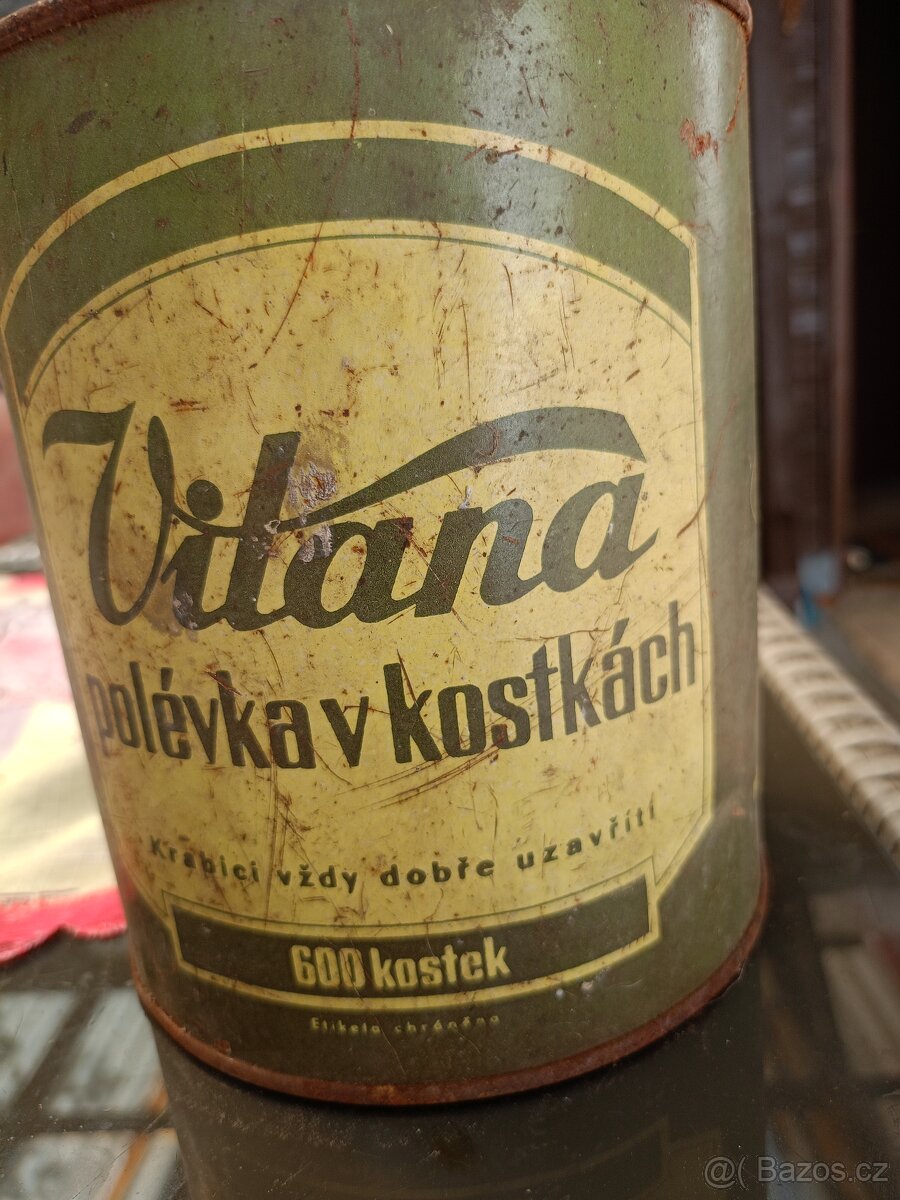 Vitana
polévka v kostkách
Krabici vždy dobře uzavříti
600 kostek
Etiketa chráněna
@( Bazos.cz